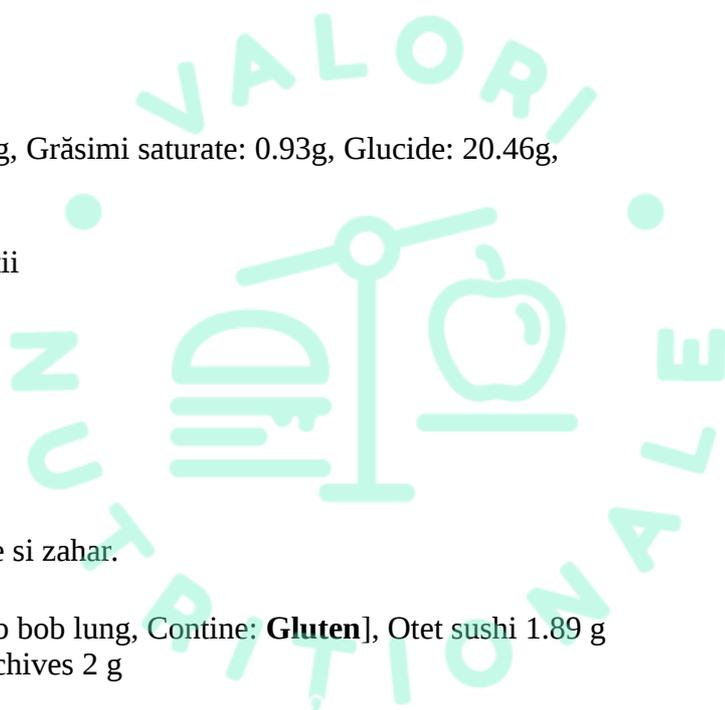 VALORI
g, Grăsimi saturate: 0.93g, Glucide: 20.46g,
ii
e si zahar.
o bob lung, Contine: Gluten], Otet sushi 1.89 g
chives 2 g
NUTRITIONALE